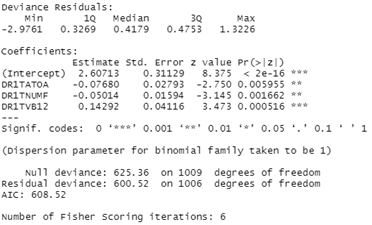 Deviance Residuals:
Min 1Q Median 3Q Max
-2.9761 0.3269 0.4179 0.4753 1.3226
Coefficients:
Estimate Std. Error z value Pr(>|z|)
(Intercept) 2.60713 0.31129 8.375 < 2e-16 ***
DR1TATOA -0.07680 0.02793 -2.750 0.005955 **
DR1TNUMF -0.05014 0.01594 -3.145 0.001662 **
DR1TVB12 0.14292 0.04116 3.473 0.000516 ***
---
Signif. codes: 0 '***' 0.001 '**' 0.01 '*' 0.05 '.' 0.1 ' ' 1
(Dispersion parameter for binomial family taken to be 1)
Null deviance: 625.36 on 1009 degrees of freedom
Residual deviance: 600.52 on 1006 degrees of freedom
AIC: 608.52
Number of Fisher Scoring iterations: 6